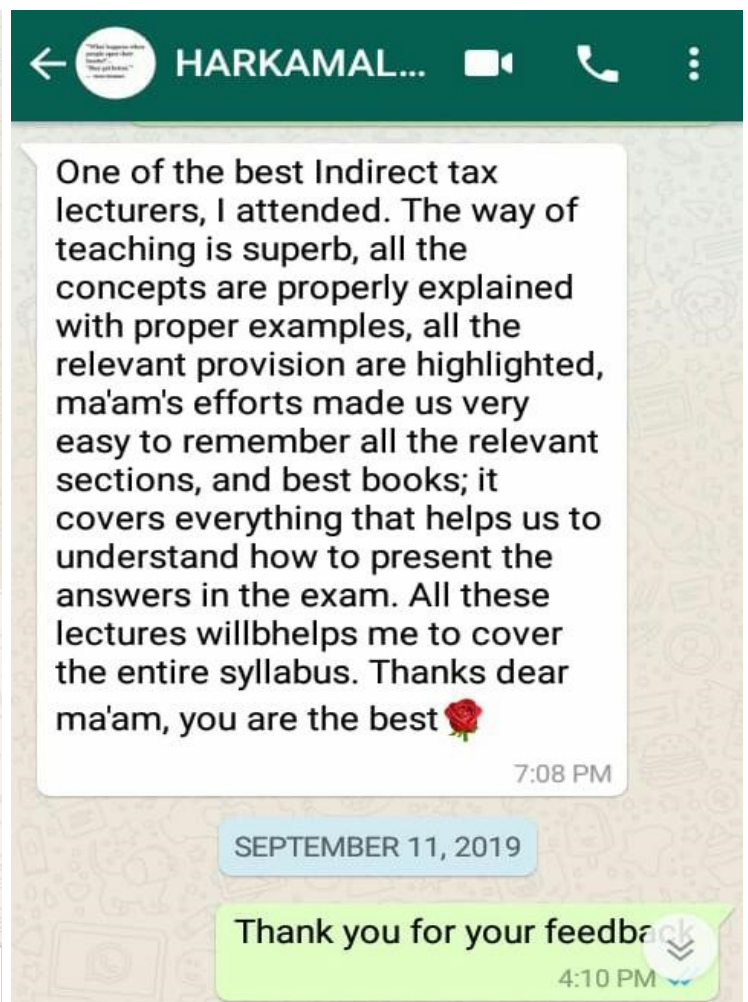 HARKAMAL...
One of the best Indirect tax
lecturers, I attended. The way of
teaching is superb, all the
concepts are properly explained
with proper examples, all the
relevant provision are highlighted,
ma'am's efforts made us very
easy to remember all the relevant
sections, and best books; it
covers everything that helps us to
understand how to present the
answers in the exam. All these
lectures willbhelps me to cover
the entire syllabus. Thanks dear
ma'am, you are the best🌹
7:08 PM
SEPTEMBER 11, 2019
Thank you for your feedback
4:10 PM